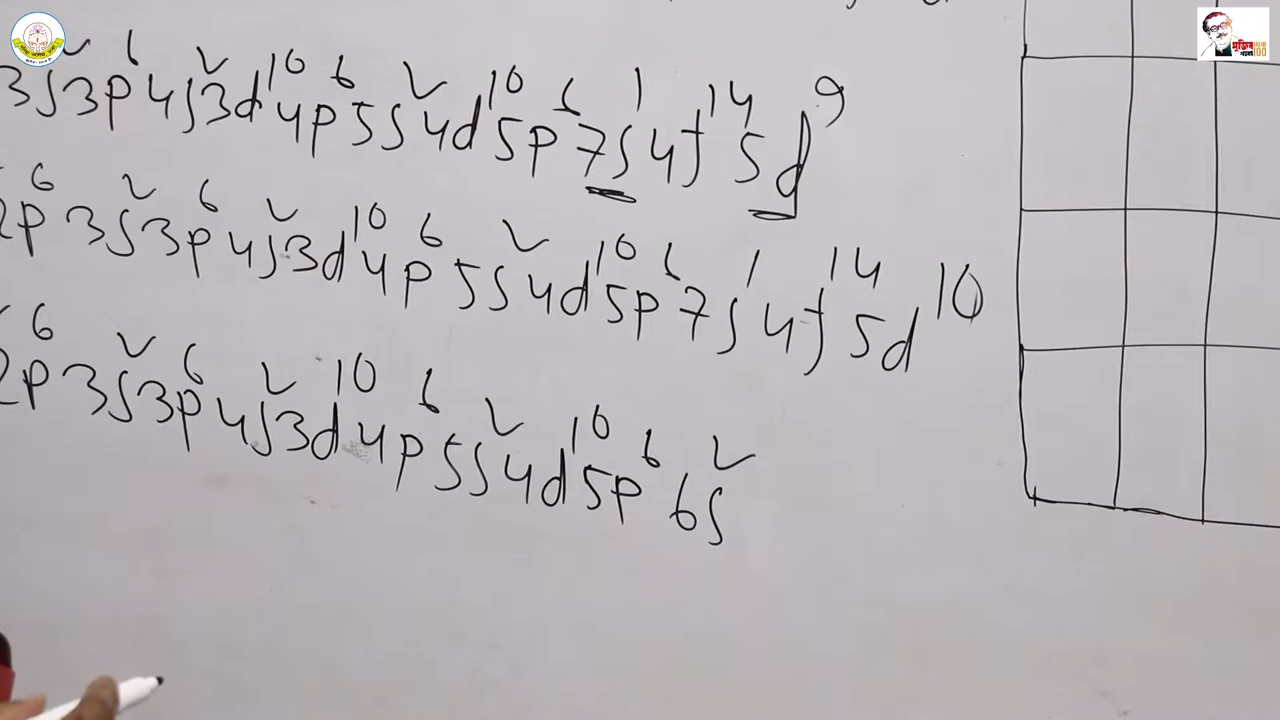 3s² 3p⁶ 4s² 3d¹⁰ 4p⁶ 5s² 4d¹⁰ 5p⁶ 7s¹ 4f¹⁴ 5d⁹
2p⁶ 3s² 3p⁶ 4s² 3d¹⁰ 4p⁶ 5s² 4d¹⁰ 5p⁶ 7s¹ 4f¹⁴ 5d¹⁰
2p⁶ 3s² 3p⁶ 4s² 3d¹⁰ 4p⁶ 5s² 4d¹⁰ 5p⁶ 6s²